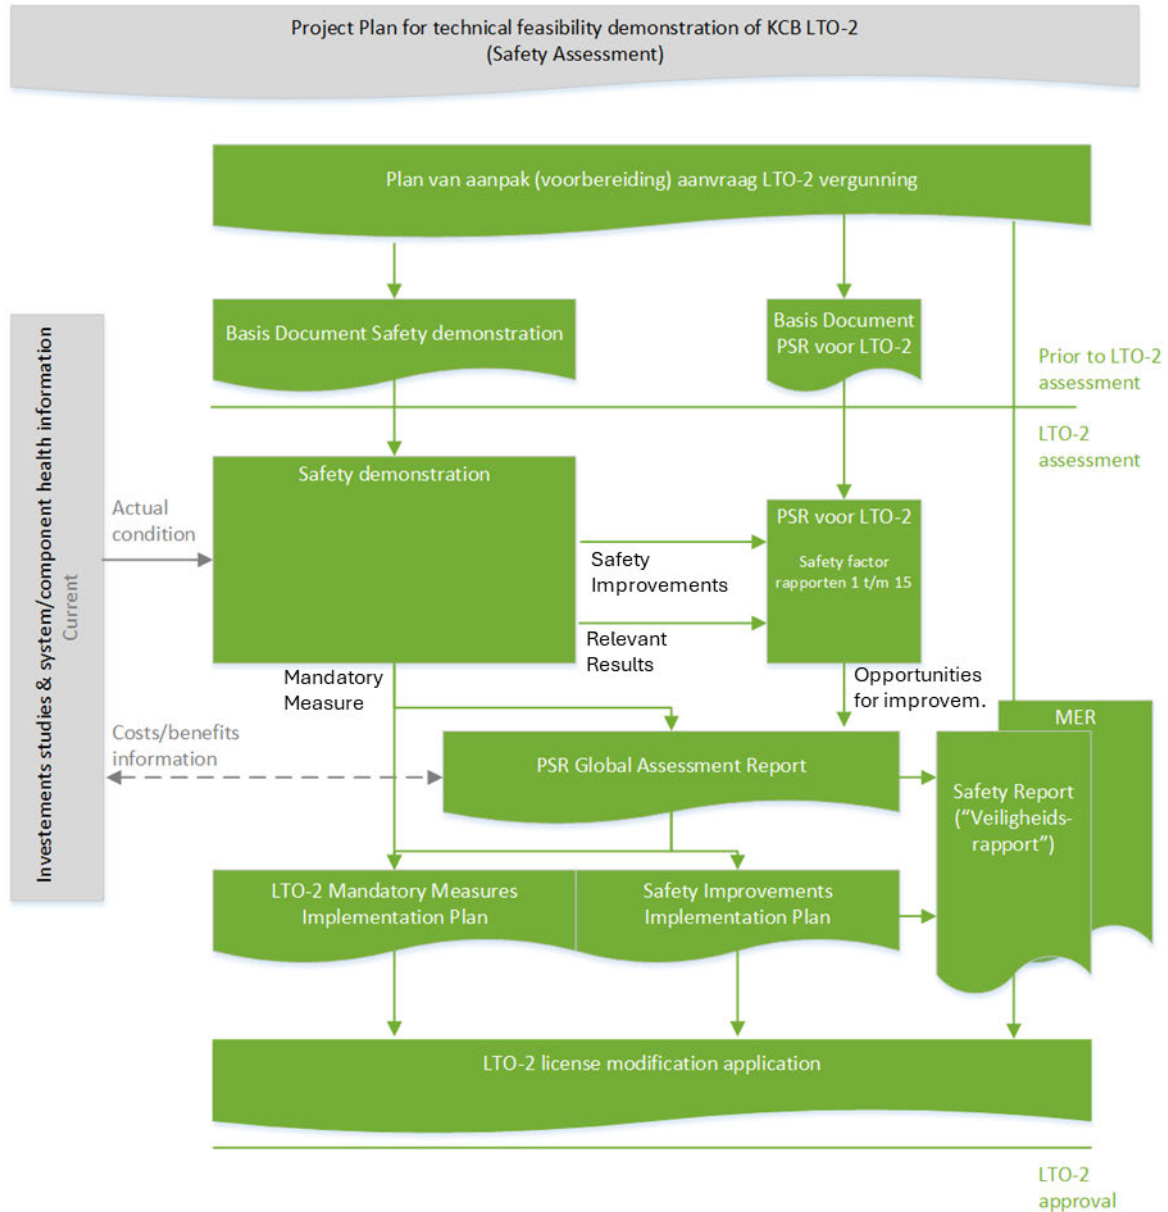 Project Plan for technical feasibility demonstration of KCB LTO-2
(Safety Assessment)
Plan van aanpak (voorbereiding) aanvraag LTO-2 vergunning
Basis Document Safety demonstration
Basis Document
PSR voor LTO-2
Prior to LTO-2
assessment
LTO-2
assessment
Investements studies & system/component health information
Current
Actual
condition
Safety demonstration
Safety
Improvements
Relevant
Results
PSR voor LTO-2
Safety factor
rapporten 1 t/m 15
Mandatory
Measure
Opportunities
for improvem.
Costs/benefits
information
PSR Global Assessment Report
MER
Safety Report
(“Veiligheids-
rapport”)
LTO-2 Mandatory Measures
Implementation Plan
Safety Improvements
Implementation Plan
LTO-2 license modification application
LTO-2
approval